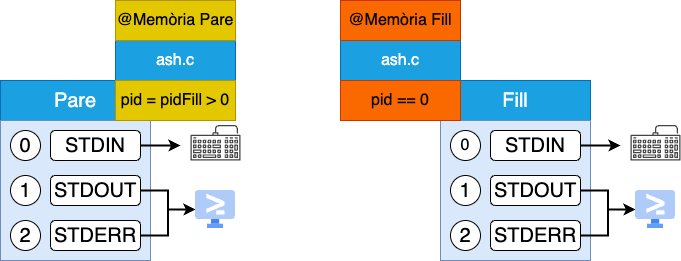 @Memòria Pare
ash.c
Pare
pid = pidFill > 0
0 STDIN
1 STDOUT
2 STDERR
@Memòria Fill
ash.c
pid == 0
Fill
0 STDIN
1 STDOUT
2 STDERR